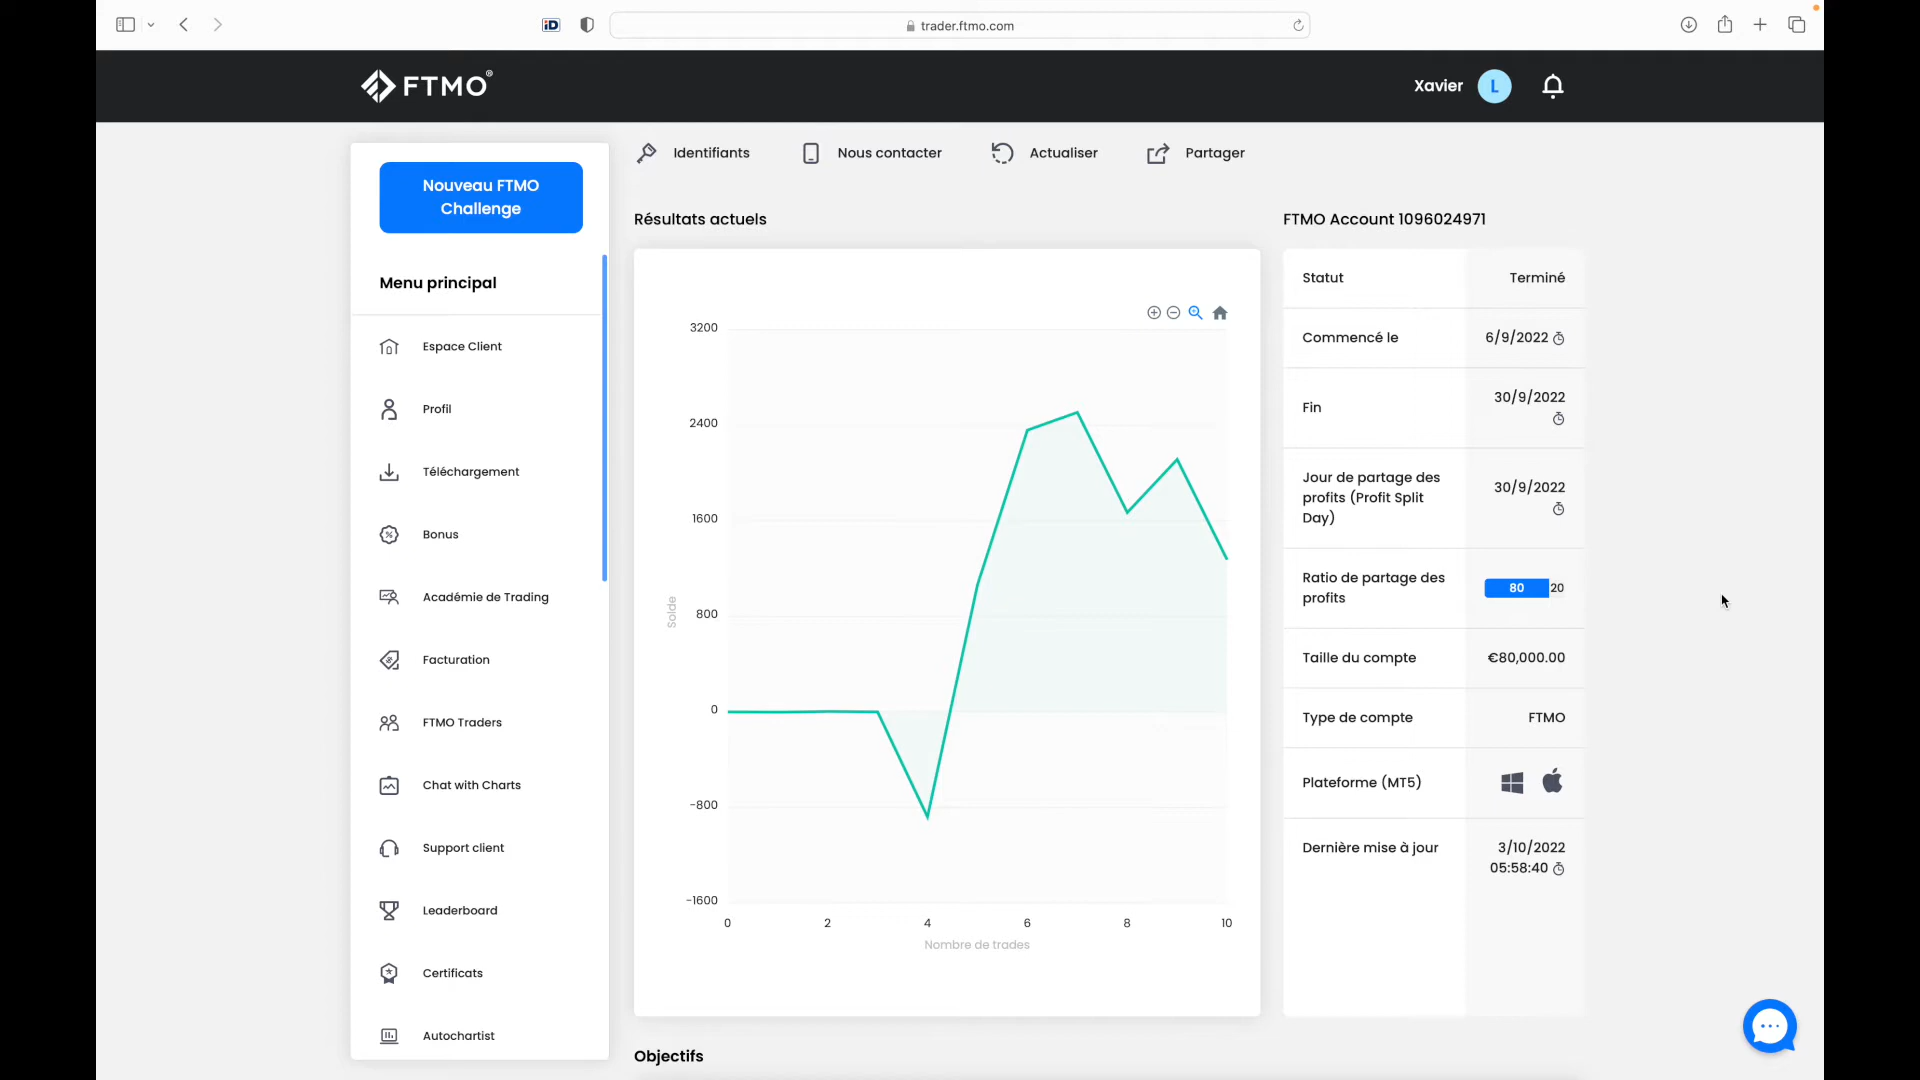 iD
trader.ftmo.com
FTMO®
Xavier
L
Nouveau FTMO
Challenge
Menu principal
Espace Client
Profil
Téléchargement
Bonus
Académie de Trading
Facturation
FTMO Traders
Chat with Charts
Support client
Leaderboard
Certificats
Autochartist
Identifiants
Nous contacter
Actualiser
Partager
Résultats actuels
3200
2400
1600
800
0
-800
-1600
Solde
0 2 4 6 8 10
Nombre de trades
FTMO Account 1096024971
Statut Terminé
Commencé le 6/9/2022
Fin 30/9/2022
Jour de partage des
profits (Profit Split
Day)
30/9/2022
Ratio de partage des
profits
80 20
Taille du compte €80,000.00
Type de compte FTMO
Plateforme (MT5)
Dernière mise à jour 3/10/2022
05:58:40
Objectifs